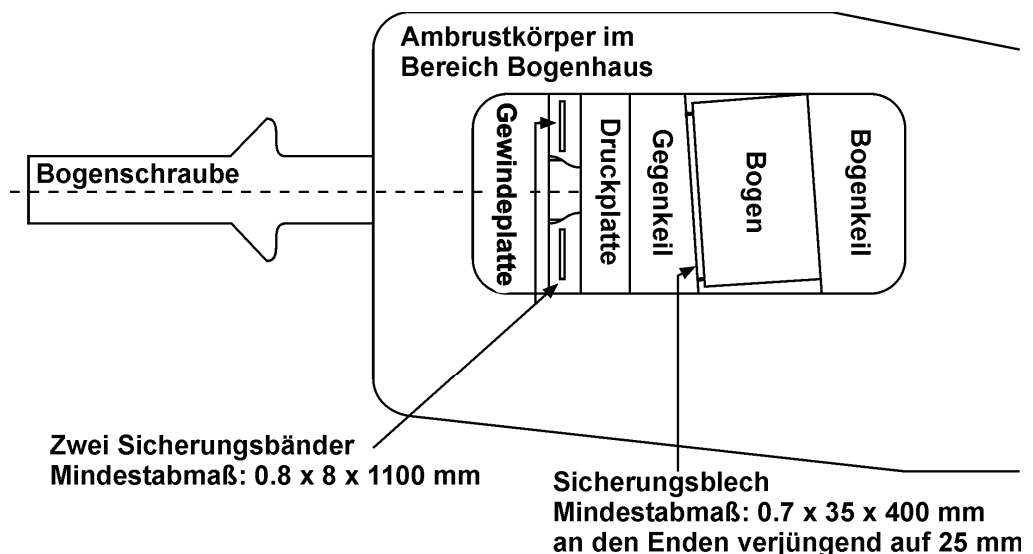 Ambrustkörper im
Bereich Bogenhaus
Bogenschraube
Gewindeplatte
Druckplatte
Gegenkeil
Bogen
Bogenkeil
Zwei Sicherungsbänder
Mindestabmaß: 0.8 x 8 x 1100 mm
Sicherungsblech
Mindestabmaß: 0.7 x 35 x 400 mm
an den Enden verjüngend auf 25 mm